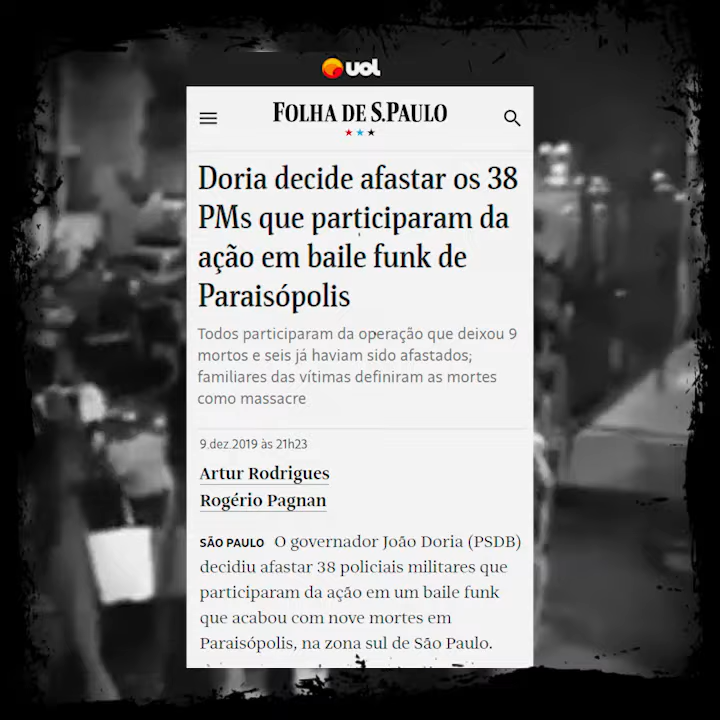 uol
FOLHA DE S.PAULO
Doria decide afastar os 38
PMs que participaram da
ação em baile funk de
Paraisópolis
Todos participaram da operação que deixou 9
mortos e seis já haviam sido afastados;
familiares das vítimas definiram as mortes
como massacre
9.dez.2019 às 21h23
Artur Rodrigues
Rogério Pagnan
SÃO PAULO O governador João Doria (PSDB)
decidiu afastar 38 policiais militares que
participaram da ação em um baile funk
que acabou com nove mortes em
Paraisópolis, na zona sul de São Paulo.